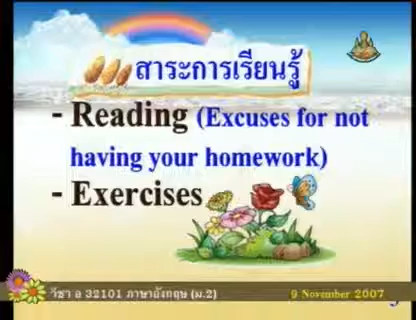 สาระการเรียนรู้
- Reading (Excuses for not
having your homework)
- Exercises
วิชา อ 32101 ภาษาอังกฤษ (ม.2) 9 November 2007